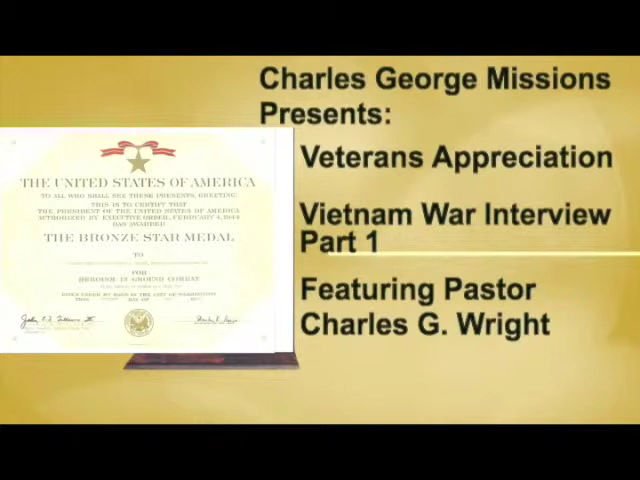 Charles George Missions
Presents:
Veterans Appreciation
Vietnam War Interview
Part 1
Featuring Pastor
Charles G. Wright
THE UNITED STATES OF AMERICA
TO ALL WHO SHALL SEE THESE PRESENTS, GREETING:
THIS IS TO CERTIFY THAT
THE PRESIDENT OF THE UNITED STATES OF AMERICA
AUTHORIZED BY EXECUTIVE ORDER, FEBRUARY 4, 1944
HAS AWARDED
THE BRONZE STAR MEDAL
TO
FOR
HEROISM IN GROUND COMBAT
GIVEN UNDER MY HAND IN THE CITY OF WASHINGTON
THIS DAY OF